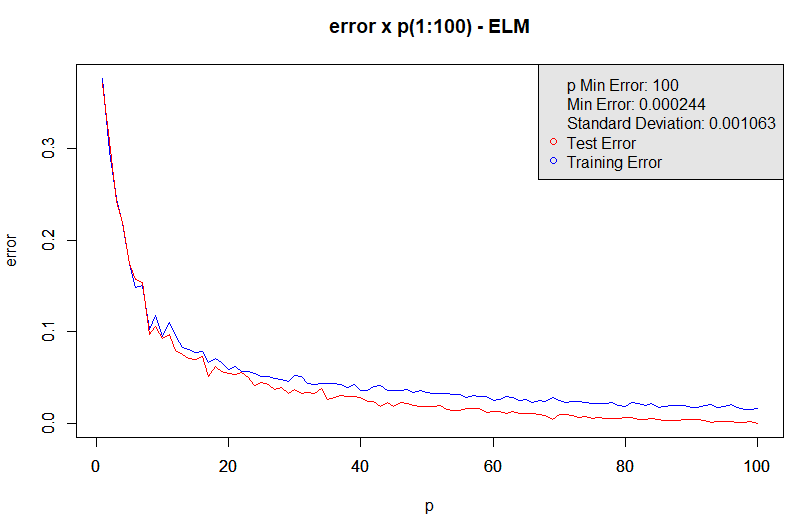 error x p(1:100) - ELM
p Min Error: 100
Min Error: 0.000244
Standard Deviation: 0.001063
Test Error
Training Error
error
0.3
0.2
0.1
0.0
0 20 40 60 80 100
p